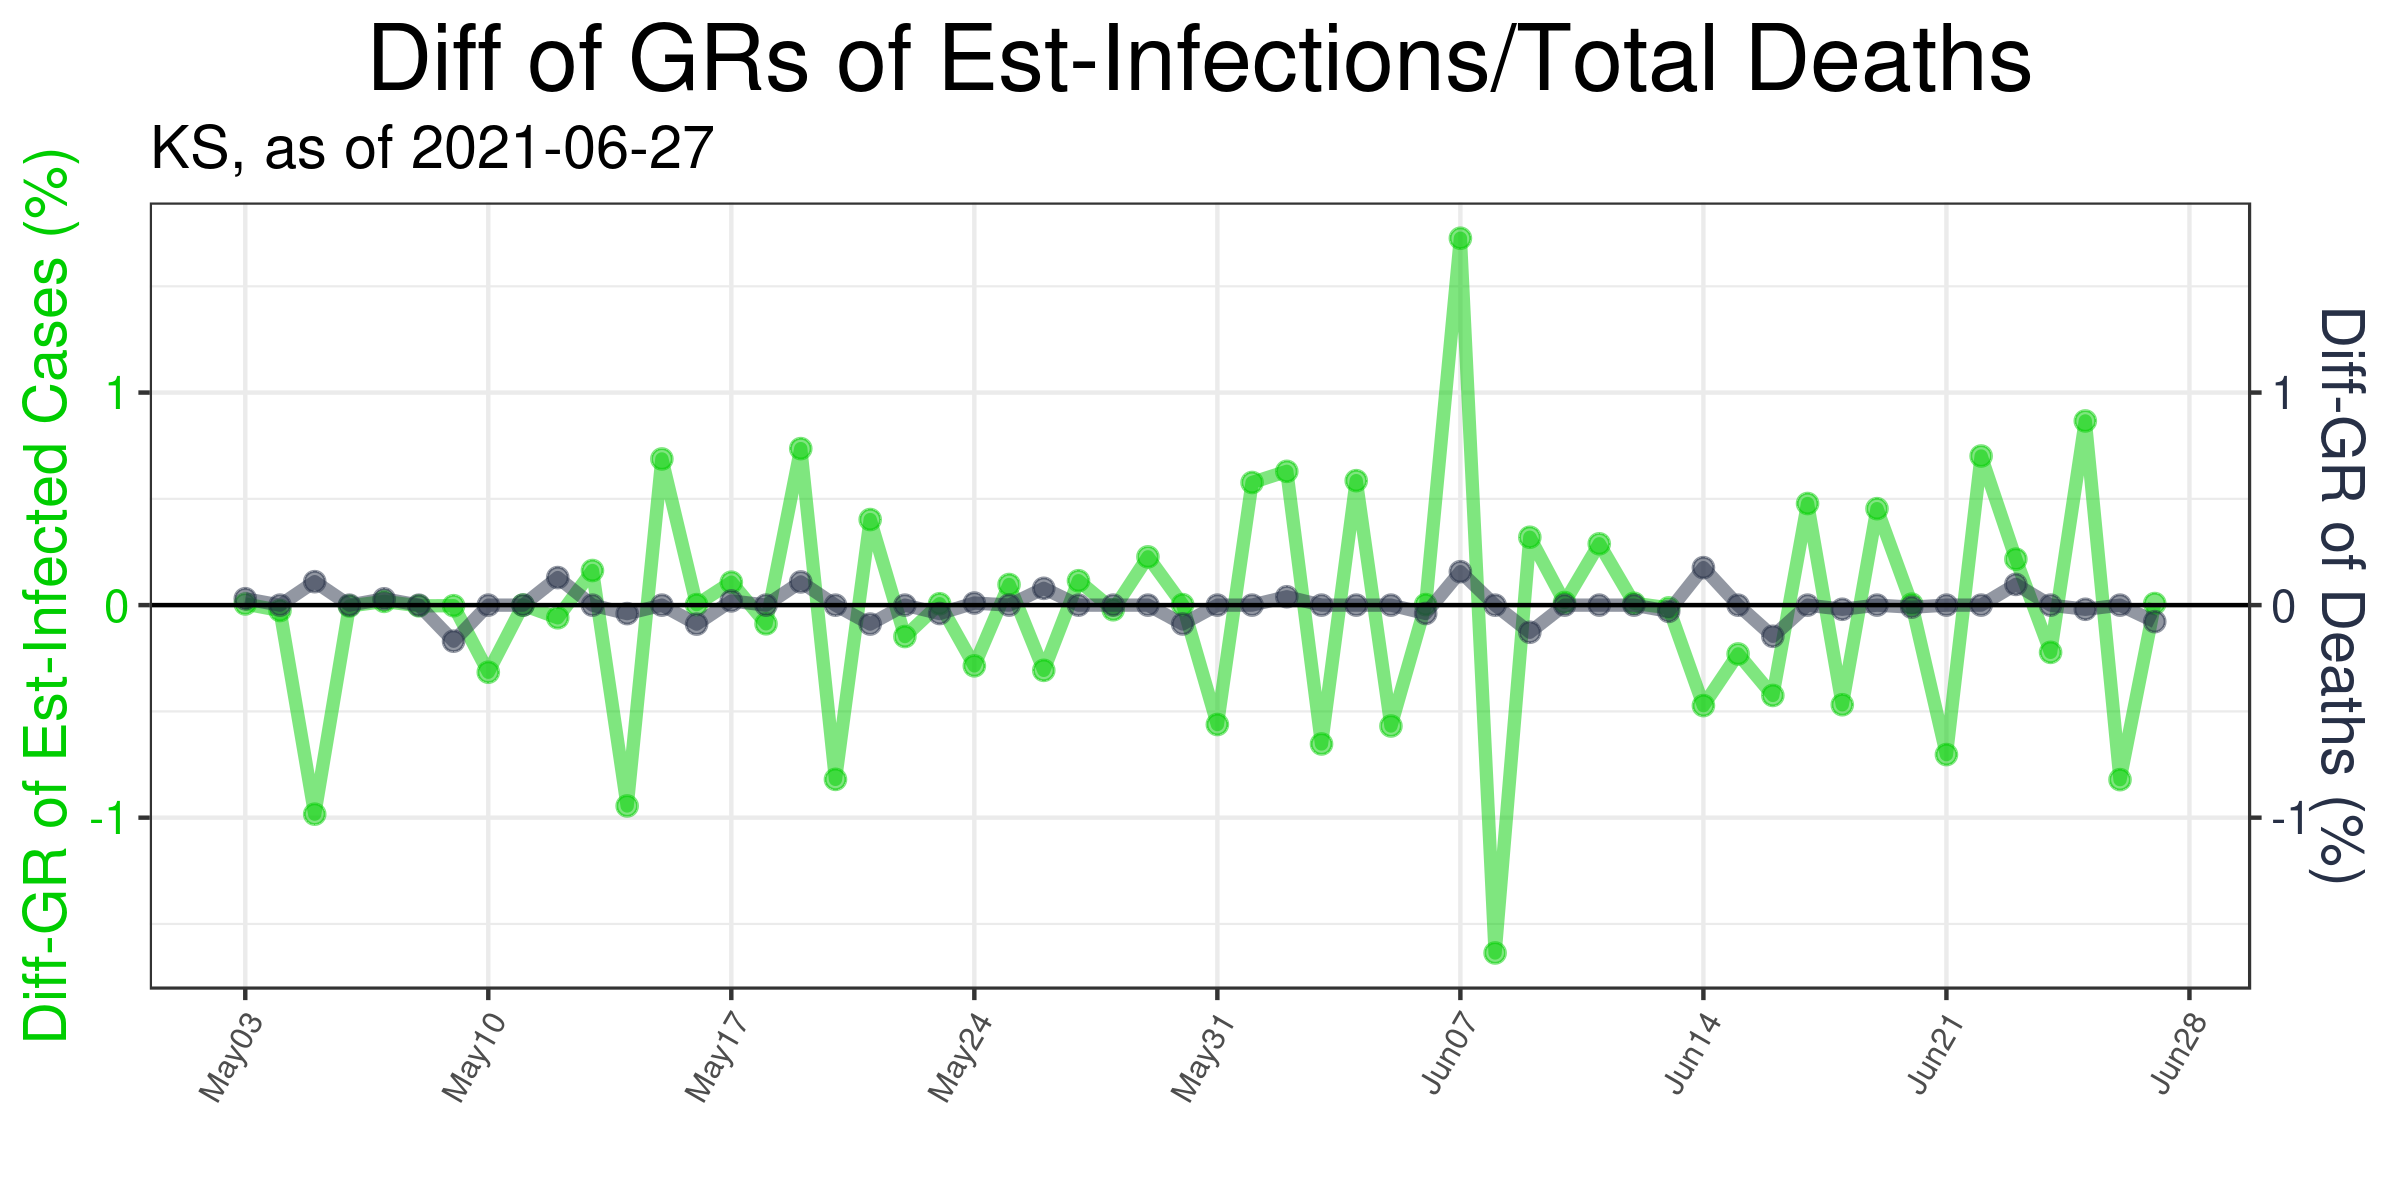 Diff of GRs of Est-Infections/Total Deaths
KS, as of 2021-06-27
Diff-GR of Est-Infected Cases (%)
1
0
-1
1
0
-1
Diff-GR of Deaths (%)
May03
May10
May17
May24
May31
Jun07
Jun14
Jun21
Jun28